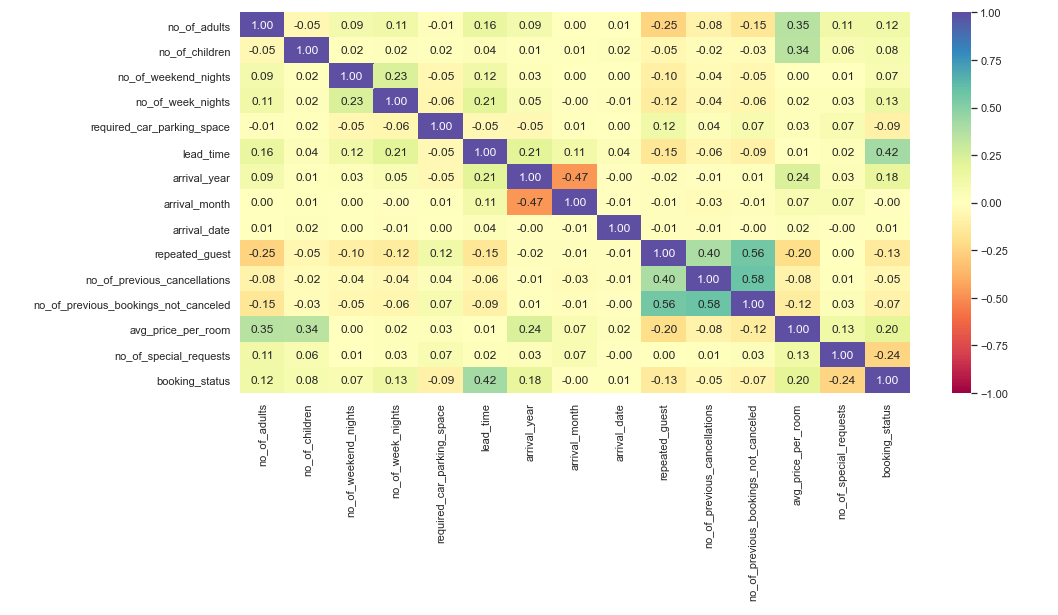 no_of_adults 1.00 -0.05 0.09 0.11 -0.01 0.16 0.09 0.00 0.01 -0.25 -0.08 -0.15 0.35 0.11 0.12
no_of_children -0.05 1.00 0.02 0.02 0.02 0.04 0.01 0.01 0.02 -0.05 -0.02 -0.03 0.34 0.06 0.08
no_of_weekend_nights 0.09 0.02 1.00 0.23 -0.05 0.12 0.03 0.00 0.00 -0.10 -0.04 -0.05 0.00 0.01 0.07
no_of_week_nights 0.11 0.02 0.23 1.00 -0.06 0.21 0.05 -0.00 -0.01 -0.12 -0.04 -0.06 0.02 0.03 0.13
required_car_parking_space -0.01 0.02 -0.05 -0.06 1.00 -0.05 -0.05 0.01 0.00 0.12 0.04 0.07 0.03 0.07 -0.09
lead_time 0.16 0.04 0.12 0.21 -0.05 1.00 0.21 0.11 0.04 -0.15 -0.06 -0.09 0.01 0.02 0.42
arrival_year 0.09 0.01 0.03 0.05 -0.05 0.21 1.00 -0.47 -0.00 -0.02 -0.01 0.01 0.24 0.03 0.18
arrival_month 0.00 0.01 0.00 -0.00 0.01 0.11 -0.47 1.00 -0.01 -0.01 -0.03 -0.01 0.07 0.07 -0.00
arrival_date 0.01 0.02 0.00 -0.01 0.00 0.04 -0.00 -0.01 1.00 -0.01 -0.01 -0.00 0.02 -0.00 0.01
repeated_guest -0.25 -0.05 -0.10 -0.12 0.12 -0.15 -0.02 -0.01 -0.01 1.00 0.40 0.56 -0.20 0.00 -0.13
no_of_previous_cancellations -0.08 -0.02 -0.04 -0.04 0.04 -0.06 -0.01 -0.03 -0.01 0.40 1.00 0.58 -0.08 0.01 -0.05
no_of_previous_bookings_not_canceled -0.15 -0.03 -0.05 -0.06 0.07 -0.09 0.01 -0.01 -0.00 0.56 0.58 1.00 -0.12 0.03 -0.07
avg_price_per_room 0.35 0.34 0.00 0.02 0.03 0.01 0.24 0.07 0.02 -0.20 -0.08 -0.12 1.00 0.13 0.20
no_of_special_requests 0.11 0.06 0.01 0.03 0.07 0.02 0.03 0.07 -0.00 0.00 0.01 0.03 0.13 1.00 -0.24
booking_status 0.12 0.08 0.07 0.13 -0.09 0.42 0.18 -0.00 0.01 -0.13 -0.05 -0.07 0.20 -0.24 1.00
no_of_adults
no_of_children
no_of_weekend_nights
no_of_week_nights
required_car_parking_space
lead_time
arrival_year
arrival_month
arrival_date
repeated_guest
no_of_previous_cancellations
no_of_previous_bookings_not_canceled
avg_price_per_room
no_of_special_requests
booking_status
1.00
0.75
0.50
0.25
0.00
−0.25
−0.50
−0.75
−1.00